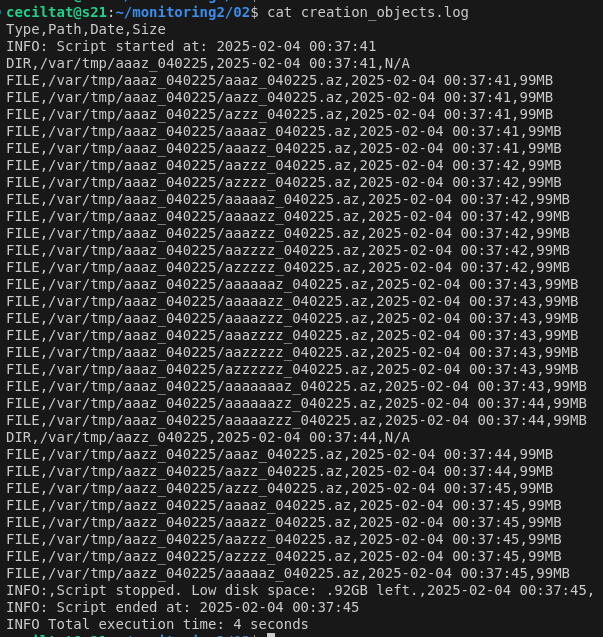 ceciltat@s21:~/monitoring2/02$ cat creation_objects.log
Type,Path,Date,Size
INFO: Script started at: 2025-02-04 00:37:41
DIR,/var/tmp/aaaz_040225,2025-02-04 00:37:41,N/A
FILE,/var/tmp/aaaz_040225/aaaz_040225.az,2025-02-04 00:37:41,99MB
FILE,/var/tmp/aaaz_040225/aazz_040225.az,2025-02-04 00:37:41,99MB
FILE,/var/tmp/aaaz_040225/azzz_040225.az,2025-02-04 00:37:41,99MB
FILE,/var/tmp/aaaz_040225/aaaaz_040225.az,2025-02-04 00:37:41,99MB
FILE,/var/tmp/aaaz_040225/aaazz_040225.az,2025-02-04 00:37:41,99MB
FILE,/var/tmp/aaaz_040225/aazzz_040225.az,2025-02-04 00:37:42,99MB
FILE,/var/tmp/aaaz_040225/azzzz_040225.az,2025-02-04 00:37:42,99MB
FILE,/var/tmp/aaaz_040225/aaaaaz_040225.az,2025-02-04 00:37:42,99MB
FILE,/var/tmp/aaaz_040225/aaaazz_040225.az,2025-02-04 00:37:42,99MB
FILE,/var/tmp/aaaz_040225/aaazzz_040225.az,2025-02-04 00:37:42,99MB
FILE,/var/tmp/aaaz_040225/aazzzz_040225.az,2025-02-04 00:37:42,99MB
FILE,/var/tmp/aaaz_040225/azzzzz_040225.az,2025-02-04 00:37:42,99MB
FILE,/var/tmp/aaaz_040225/aaaaaaz_040225.az,2025-02-04 00:37:43,99MB
FILE,/var/tmp/aaaz_040225/aaaaazz_040225.az,2025-02-04 00:37:43,99MB
FILE,/var/tmp/aaaz_040225/aaaazzz_040225.az,2025-02-04 00:37:43,99MB
FILE,/var/tmp/aaaz_040225/aaazzzz_040225.az,2025-02-04 00:37:43,99MB
FILE,/var/tmp/aaaz_040225/aazzzzz_040225.az,2025-02-04 00:37:43,99MB
FILE,/var/tmp/aaaz_040225/azzzzzz_040225.az,2025-02-04 00:37:43,99MB
FILE,/var/tmp/aaaz_040225/aaaaaaaz_040225.az,2025-02-04 00:37:43,99MB
FILE,/var/tmp/aaaz_040225/aaaaaazz_040225.az,2025-02-04 00:37:44,99MB
FILE,/var/tmp/aaaz_040225/aaaaazzz_040225.az,2025-02-04 00:37:44,99MB
DIR,/var/tmp/aazz_040225,2025-02-04 00:37:44,N/A
FILE,/var/tmp/aazz_040225/aaaz_040225.az,2025-02-04 00:37:44,99MB
FILE,/var/tmp/aazz_040225/aazz_040225.az,2025-02-04 00:37:44,99MB
FILE,/var/tmp/aazz_040225/azzz_040225.az,2025-02-04 00:37:45,99MB
FILE,/var/tmp/aazz_040225/aaaaz_040225.az,2025-02-04 00:37:45,99MB
FILE,/var/tmp/aazz_040225/aaazz_040225.az,2025-02-04 00:37:45,99MB
FILE,/var/tmp/aazz_040225/aazzz_040225.az,2025-02-04 00:37:45,99MB
FILE,/var/tmp/aazz_040225/azzzz_040225.az,2025-02-04 00:37:45,99MB
FILE,/var/tmp/aazz_040225/aaaaaz_040225.az,2025-02-04 00:37:45,99MB
INFO:,Script stopped. Low disk space: .92GB left.,2025-02-04 00:37:45,
INFO: Script ended at: 2025-02-04 00:37:45
INFO Total execution time: 4 seconds